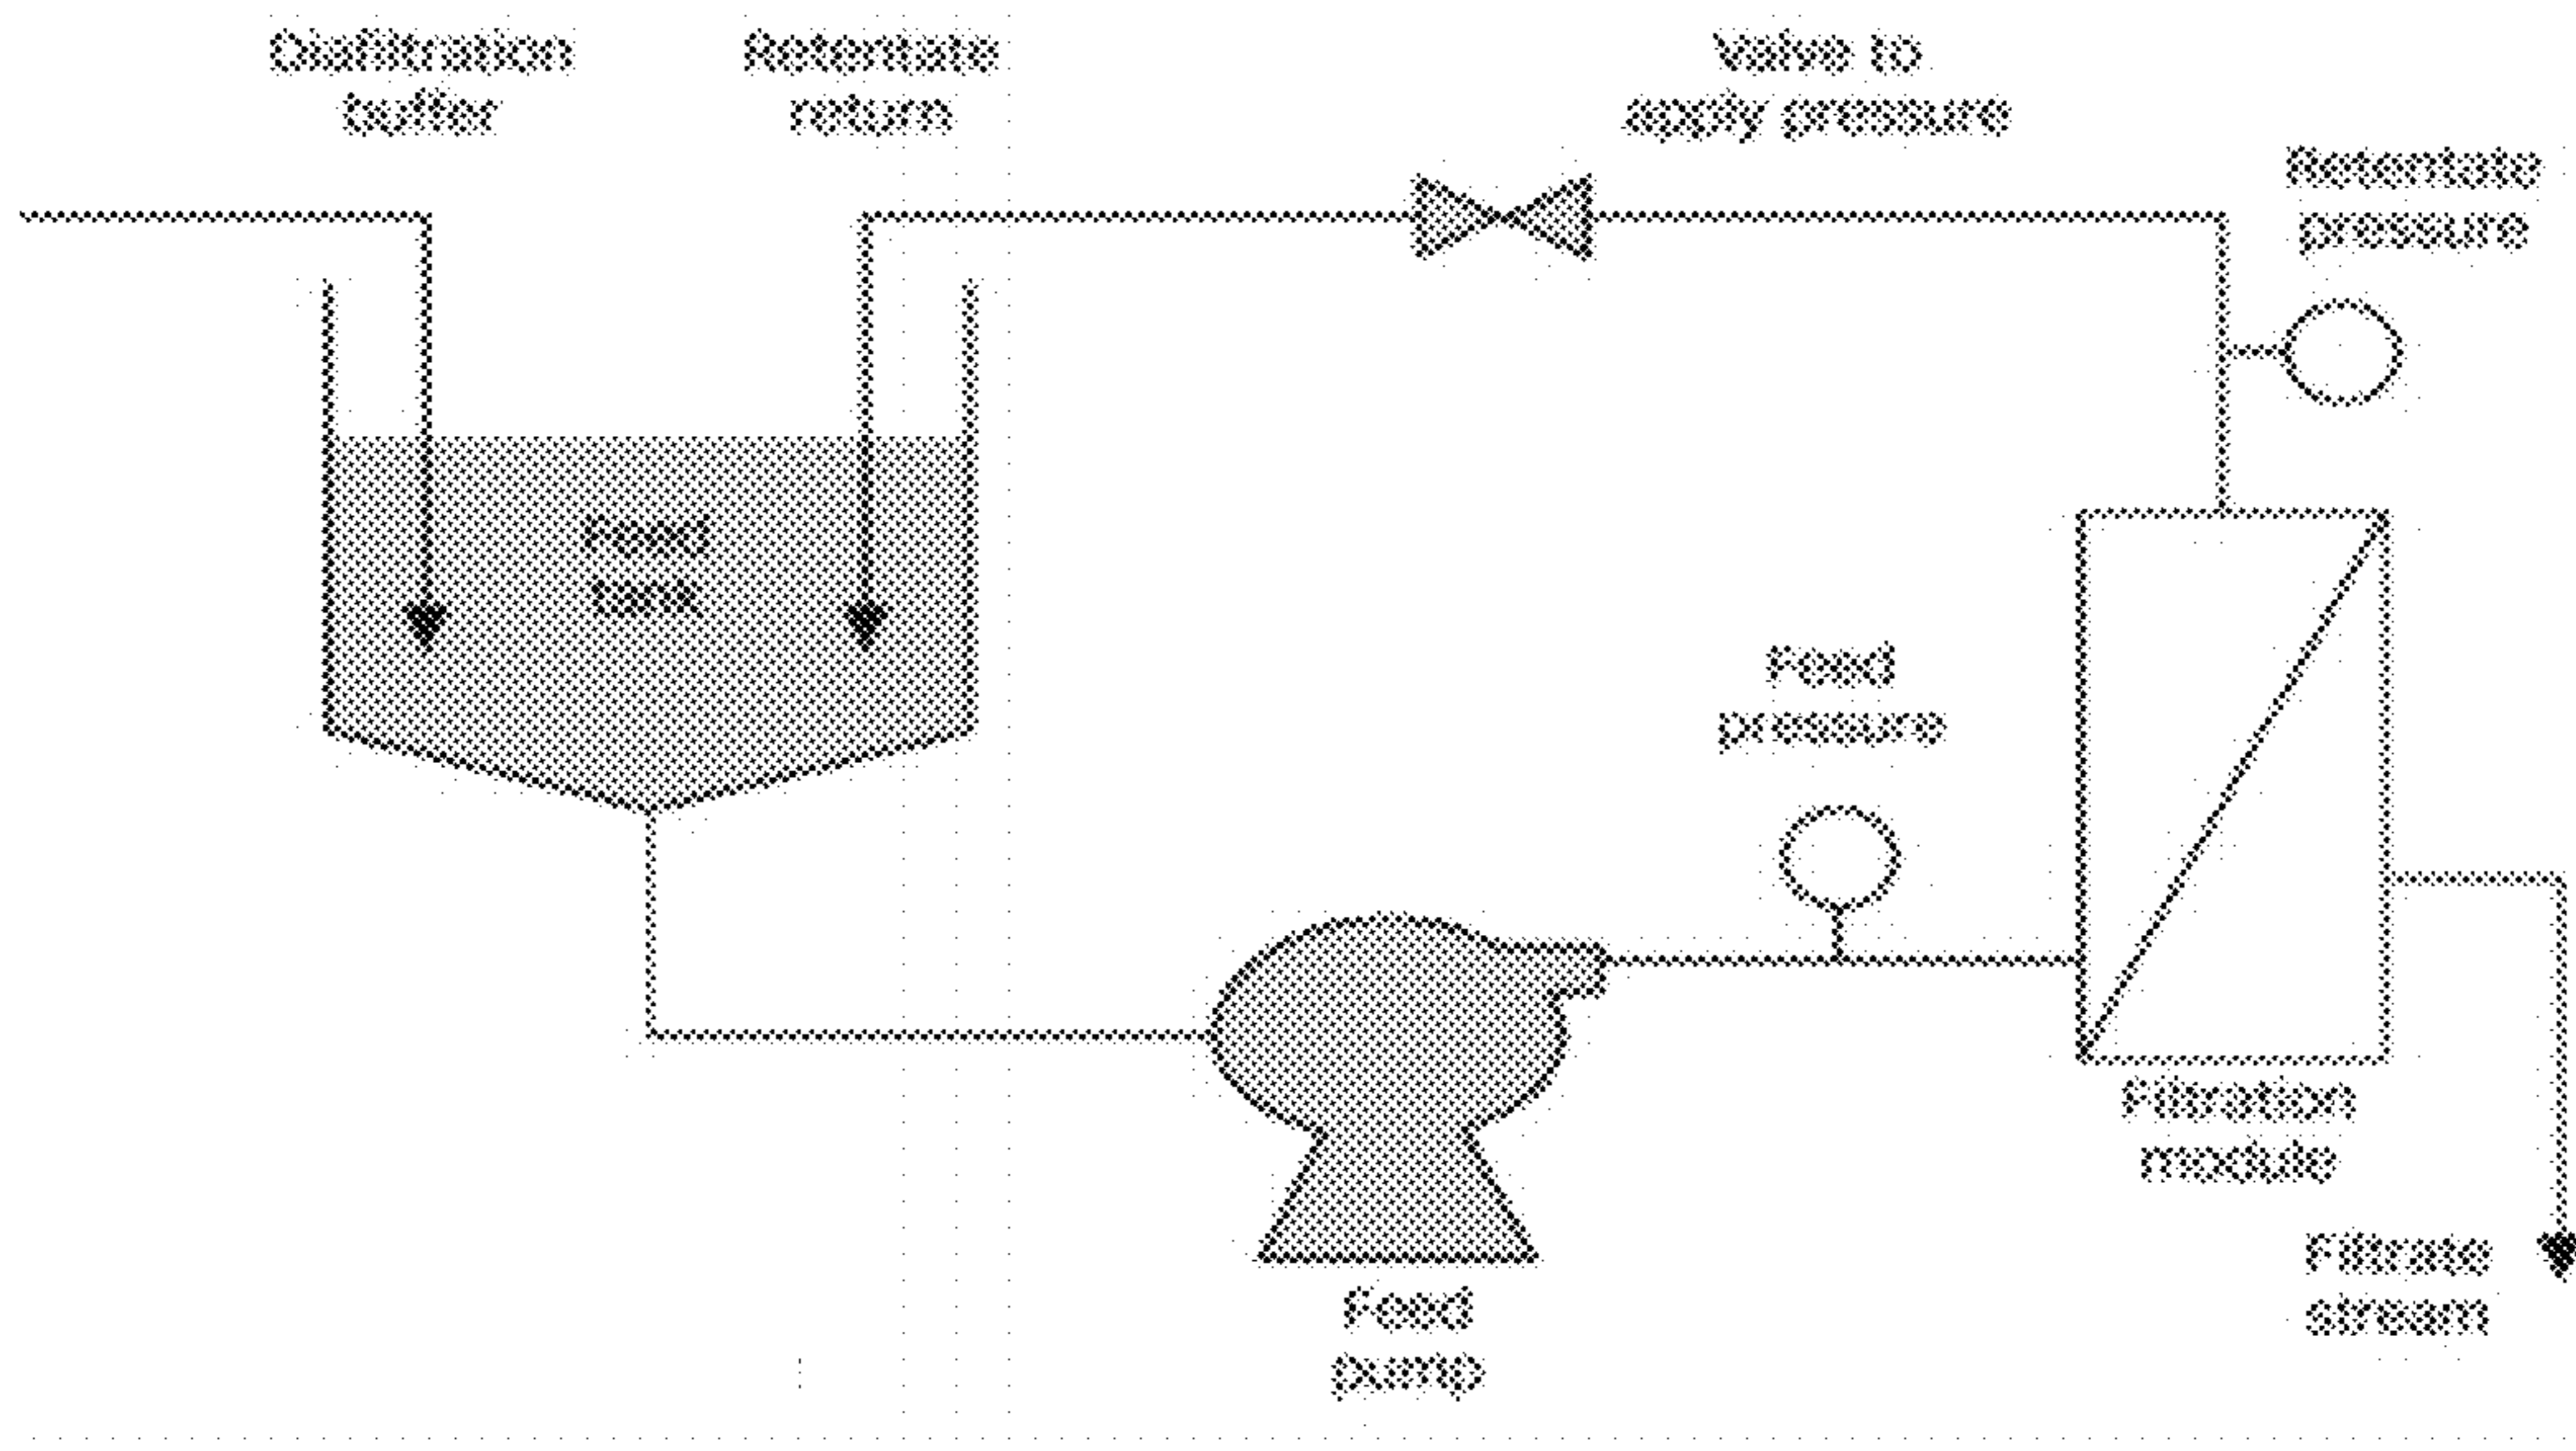 Diafiltration
buffer
Retentate
return
Valve to
apply pressure
Retentate
pressure
Feed
tank
Feed
pressure
Filtration
module
Filtrate
stream
Feed
pump